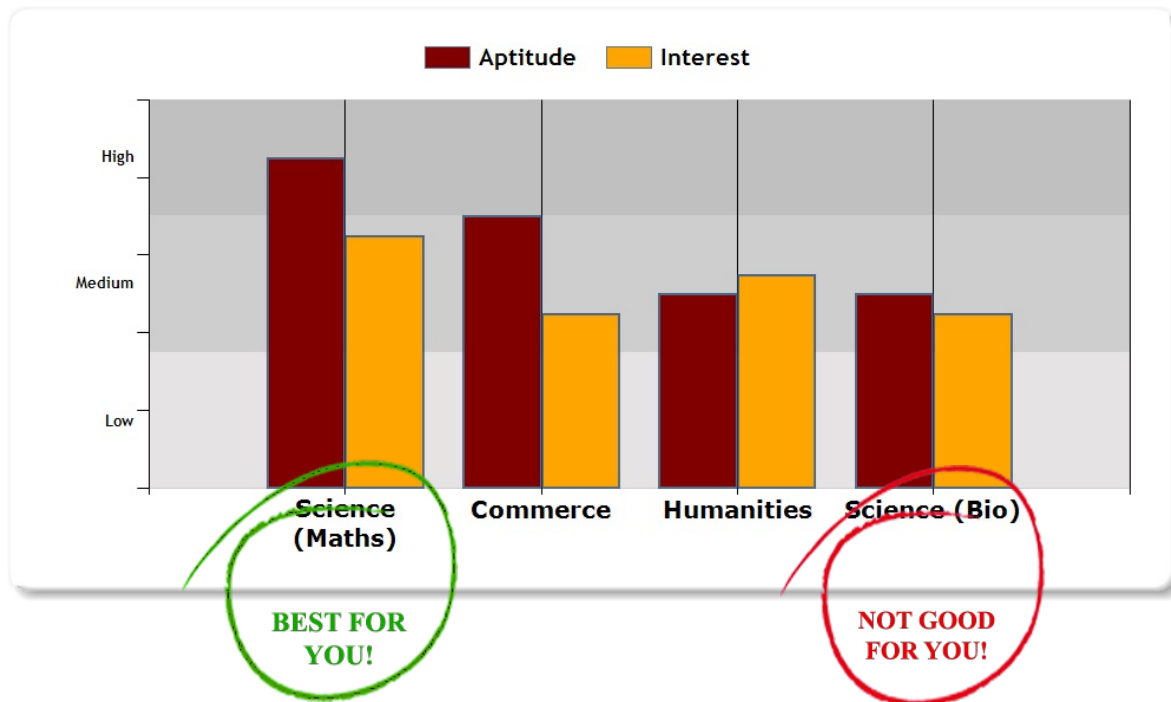 Aptitude Interest
High
Medium
Low
Science
(Maths)
Commerce
Humanities
Science (Bio)
BEST FOR
YOU!
NOT GOOD
FOR YOU!